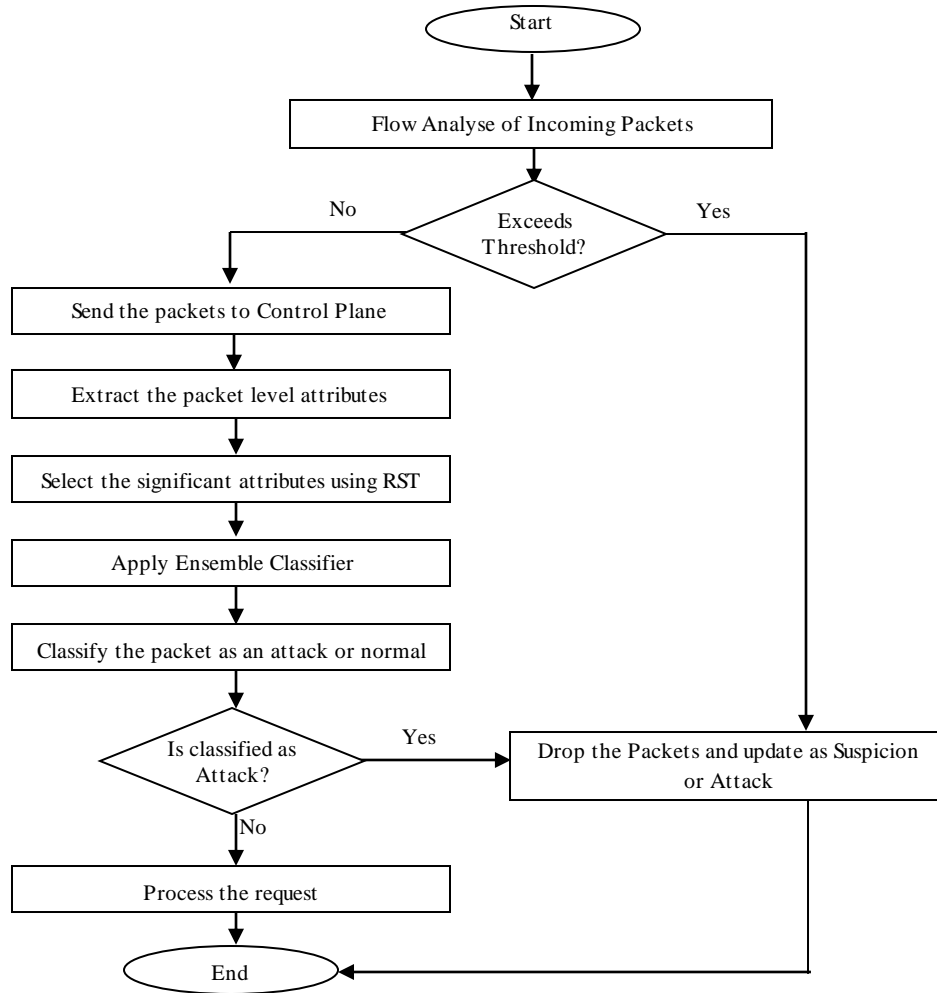 Start
Flow Analyse of Incoming Packets
Exceeds
Threshold?
No
Yes
Send the packets to Control Plane
Extract the packet level attributes
Select the significant attributes using RST
Apply Ensemble Classifier
Classify the packet as an attack or normal
Is classified as
Attack?
Yes
Drop the Packets and update as Suspicion
or Attack
No
Process the request
End